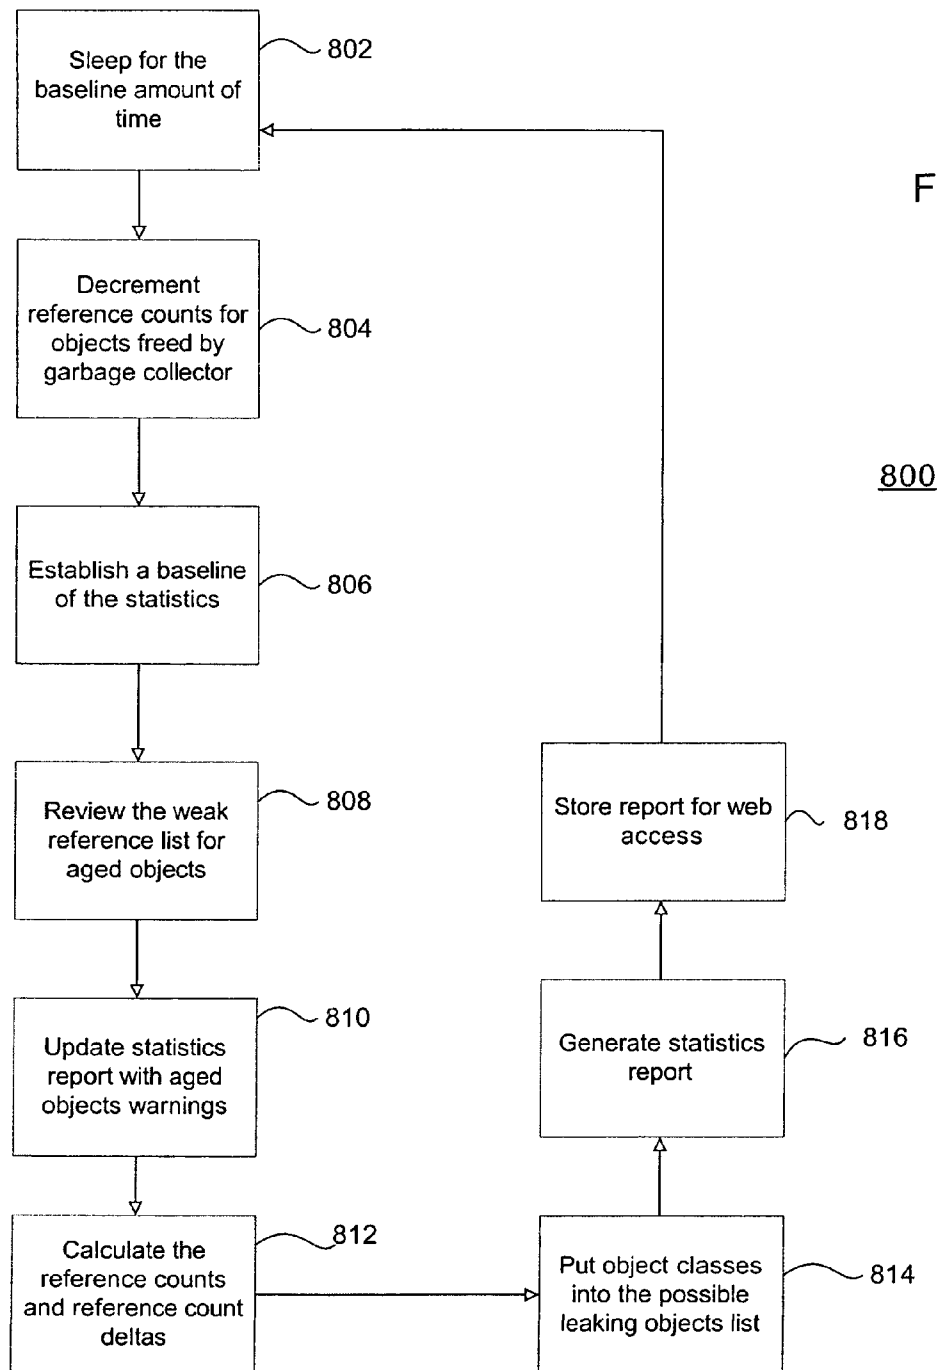 Sleep for the
baseline amount of
time
802
F
Decrement
reference counts for
objects freed by
garbage collector
804
800
Establish a baseline
of the statistics
806
Review the weak
reference list for
aged objects
808
Store report for web
access
818
Update statistics
report with aged
objects warnings
810
Generate statistics
report
816
Calculate the
reference counts
and reference count
deltas
812
Put object classes
into the possible
leaking objects list
814